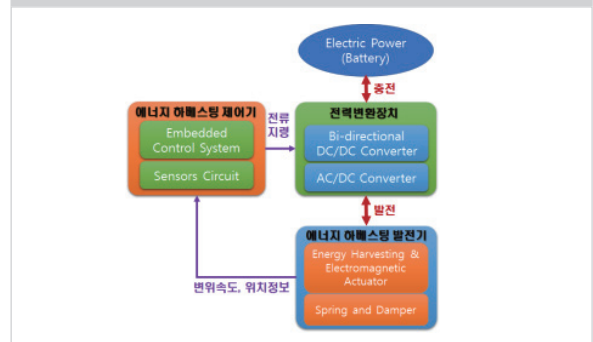 Electric Power
(Battery)
충전
에너지 하베스팅 제어기
Embedded
Control System
Sensors Circuit
전류
지령
전력변환장치
Bi-directional
DC/DC Converter
AC/DC Converter
발전
에너지 하베스팅 발전기
Energy Harvesting &
Electromagnetic
Actuator
Spring and Damper
변위속도, 위치정보